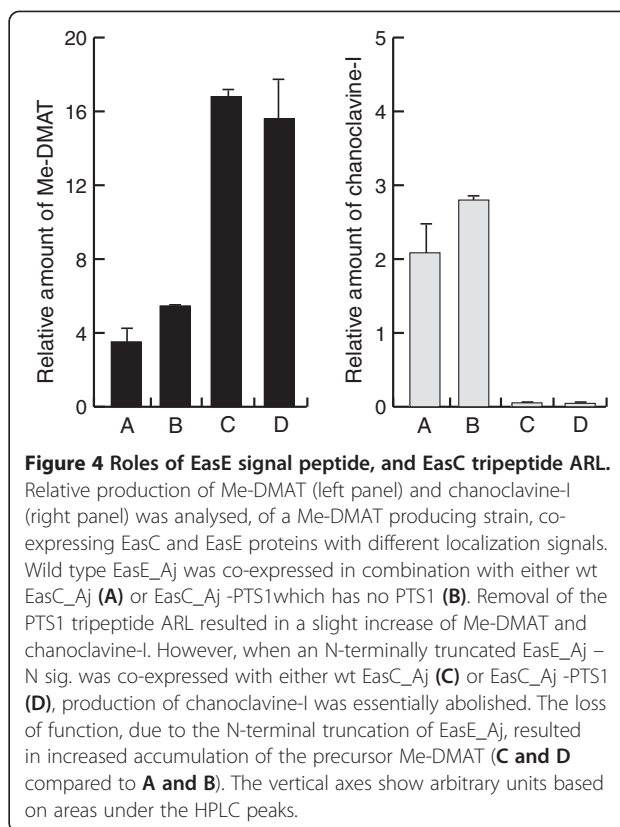 20
16
12
8
4
0
Relative amount of Me-DMAT
A B C D
5
4
3
2
1
0
Relative amount of chanoclavine-I
A B C D
Figure 4 Roles of EasE signal peptide, and EasC tripeptide ARL.
Relative production of Me-DMAT (left panel) and chanoclavine-I
(right panel) was analysed, of a Me-DMAT producing strain, co-
expressing EasC and EasE proteins with different localization signals.
Wild type EasE_Aj was co-expressed in combination with either wt
EasC_Aj (A) or EasC_Aj -PTS1which has no PTS1 (B). Removal of the
PTS1 tripeptide ARL resulted in a slight increase of Me-DMAT and
chanoclavine-I. However, when an N-terminally truncated EasE_Aj –
N sig. was co-expressed with either wt EasC_Aj (C) or EasC_Aj -PTS1
(D), production of chanoclavine-I was essentially abolished. The loss
of function, due to the N-terminal truncation of EasE_Aj, resulted
in increased accumulation of the precursor Me-DMAT (C and D
compared to A and B). The vertical axes show arbitrary units based
on areas under the HPLC peaks.